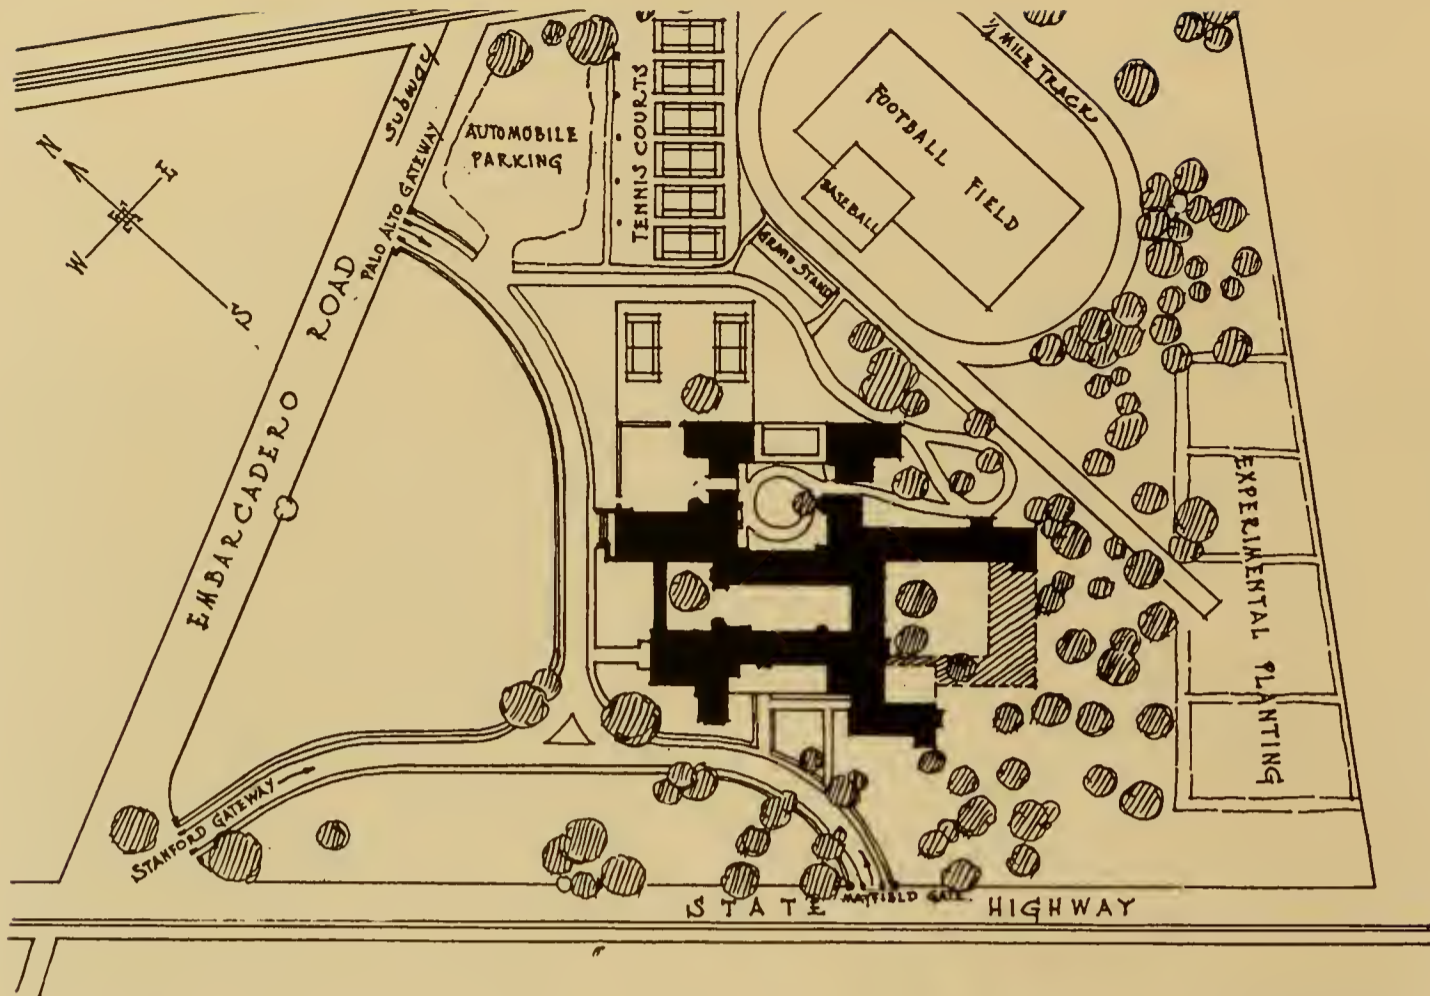 Subway
AUTOMOBILE
PARKING
TENNIS COURTS
1/4 MILE TRACK
FOOTBALL FIELD
BASEBALL
GRAND STAND
PALO ALTO GATEWAY
N
E
W
S
EMBARCADERO ROAD
EXPERIMENTAL PLANTING
STANFORD GATEWAY
MAYFIELD GATE
STATE HIGHWAY